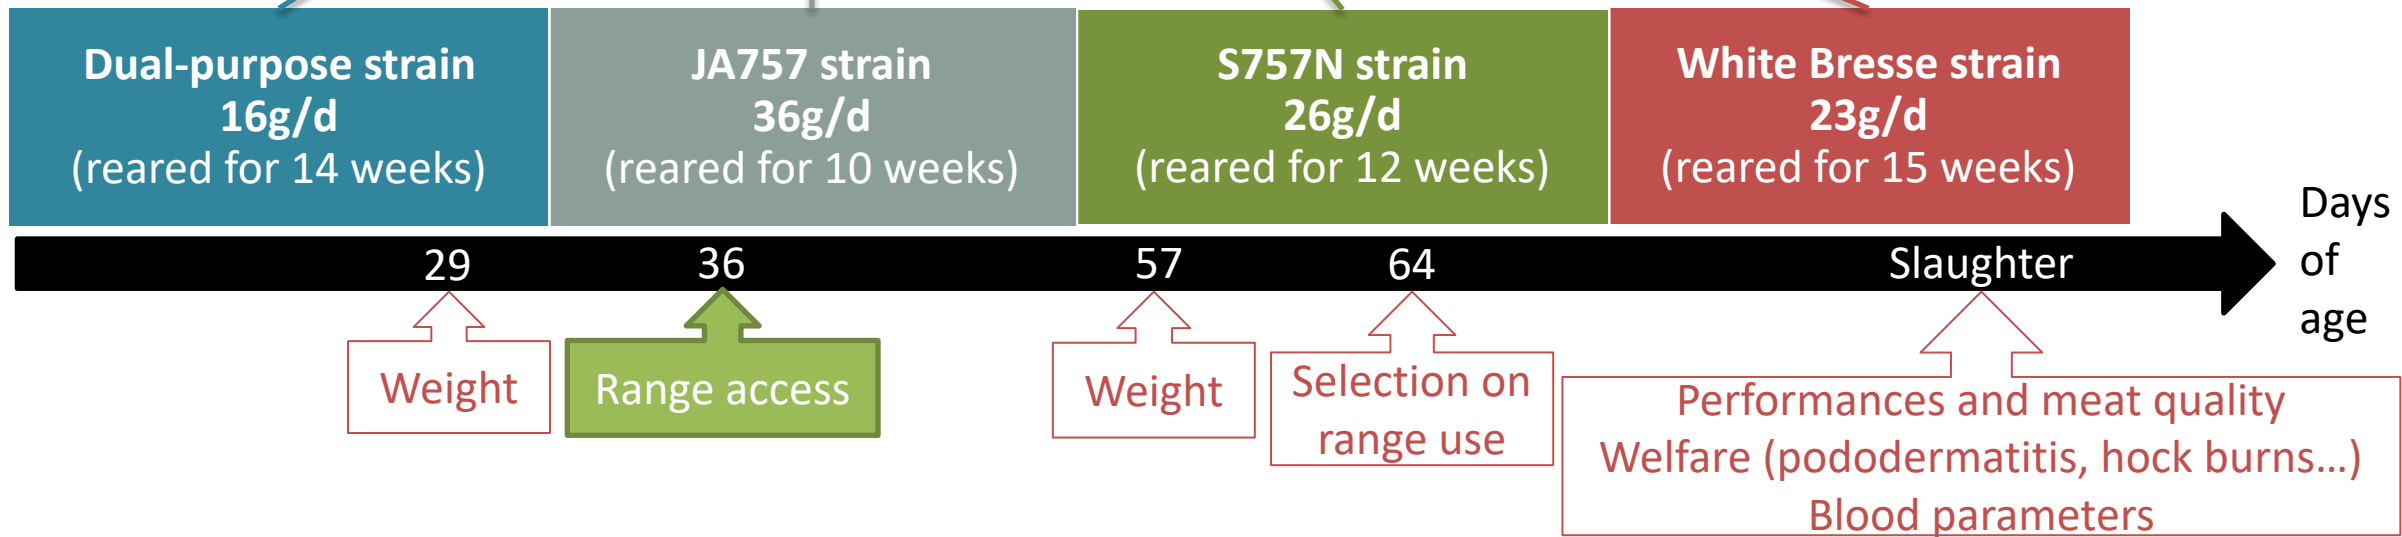 Dual-purpose strain
16g/d
(reared for 14 weeks)
JA757 strain
36g/d
(reared for 10 weeks)
S757N strain
26g/d
(reared for 12 weeks)
White Bresse strain
23g/d
(reared for 15 weeks)
29
36
57
64
Slaughter
Days
of
age
Weight
Range access
Weight
Selection on
range use
Performances and meat quality
Welfare (pododermatitis, hock burns...)
Blood parameters